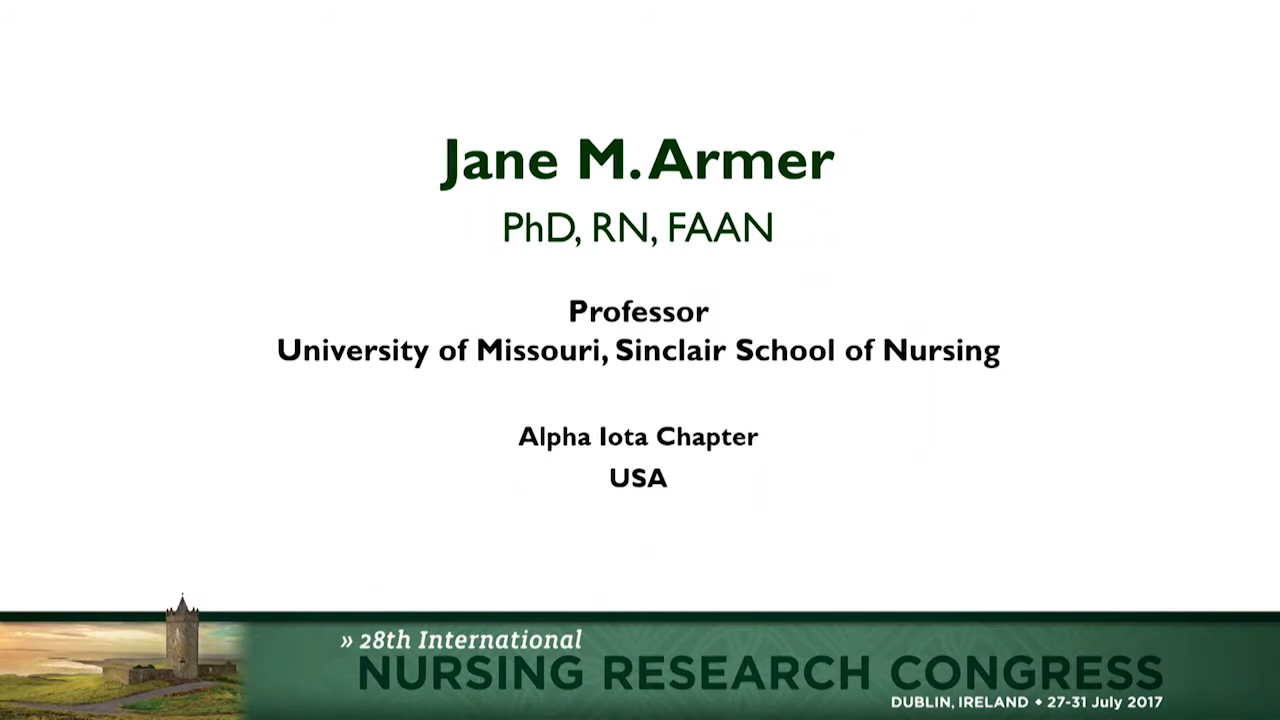 Jane M. Armer
PhD, RN, FAAN
Professor
University of Missouri, Sinclair School of Nursing
Alpha Iota Chapter
USA
» 28th International
NURSING RESEARCH CONGRESS
DUBLIN, IRELAND • 27-31 July 2017